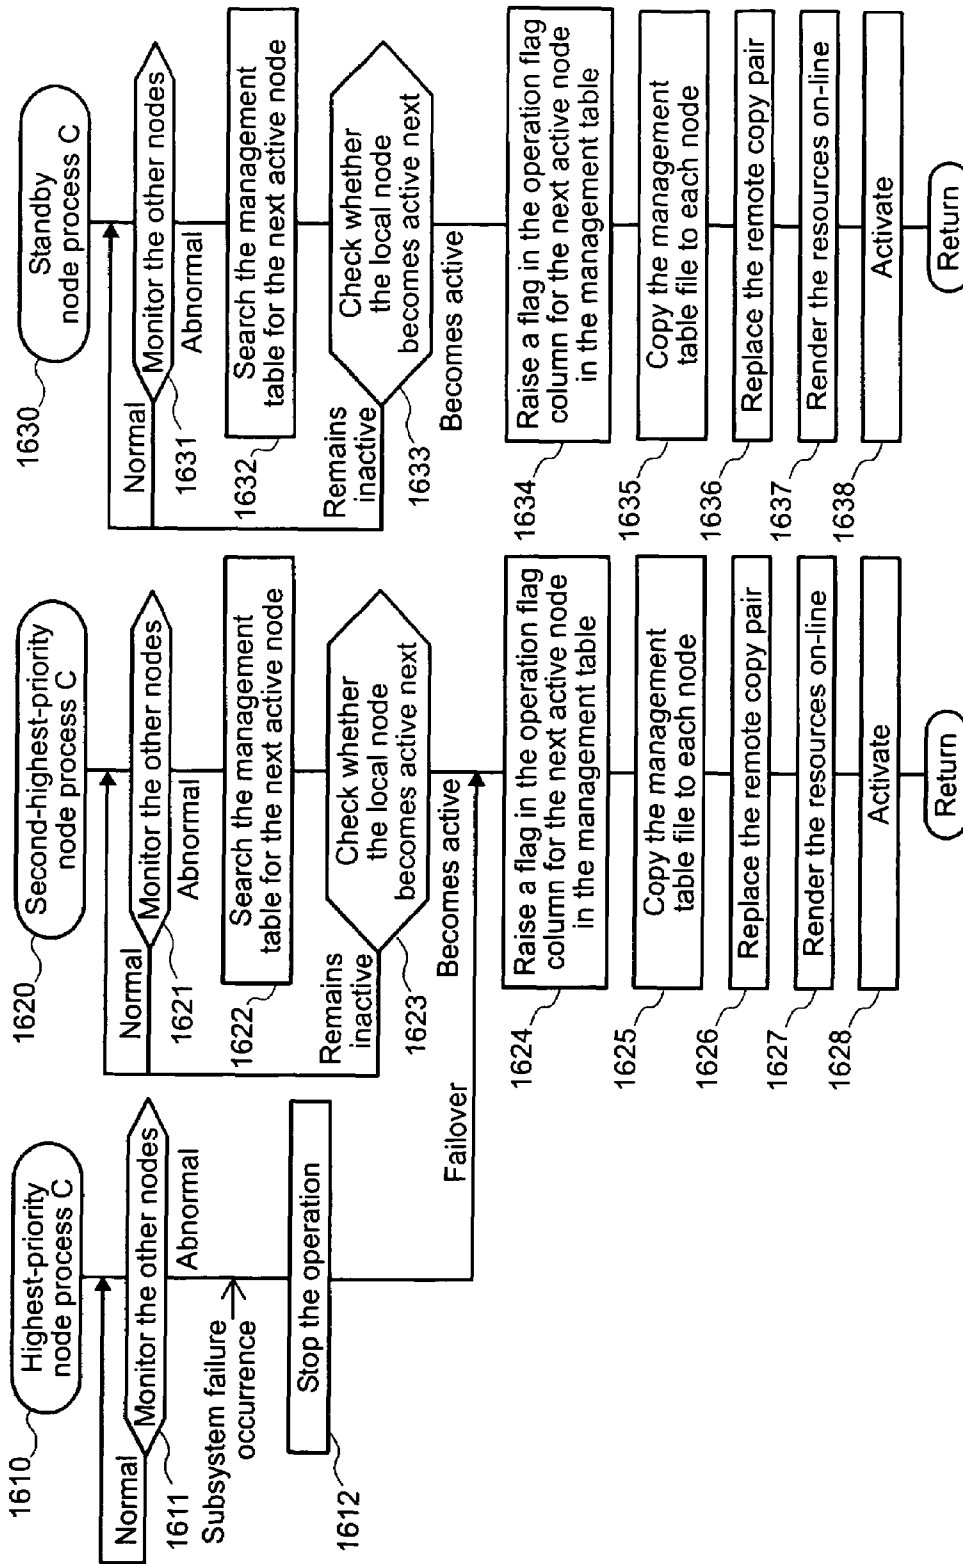 1610
Highest-priority
node process C
Normal
Monitor the other nodes
1611
Abnormal
Subsystem failure
occurrence
Stop the operation
1612
Failover
1620
Second-highest-priority
node process C
Normal
Monitor the other nodes
1621
Abnormal
Search the management
table for the next active node
1622
Remains
inactive
Check whether
the local node
becomes active next
1623
Becomes active
Raise a flag in the operation flag
column for the next active node
in the management table
1624
Copy the management
table file to each node
1625
Replace the remote copy pair
1626
Render the resources on-line
1627
Activate
1628
Return
1630
Standby
node process C
Normal
Monitor the other nodes
1631
Abnormal
Search the management
table for the next active node
1632
Remains
inactive
Check whether
the local node
becomes active next
1633
Becomes active
Raise a flag in the operation flag
column for the next active node
in the management table
1634
Copy the management
table file to each node
1635
Replace the remote copy pair
1636
Render the resources on-line
1637
Activate
1638
Return